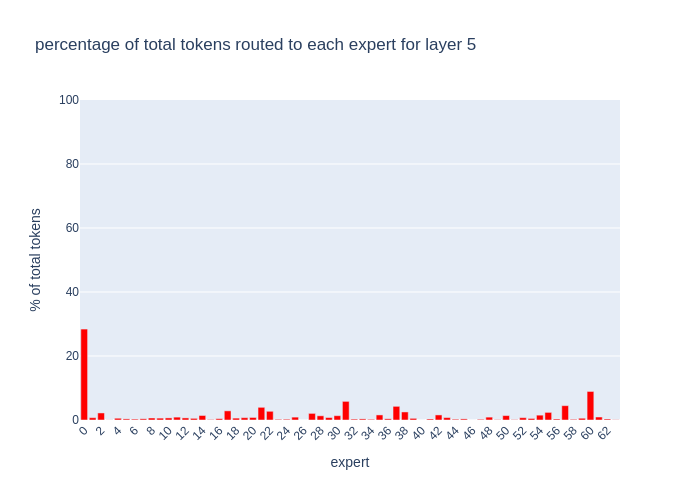 percentage of total tokens routed to each expert for layer 5
100
80
60
40
20
0
% of total tokens
0 2 4 6 8 10 12 14 16 18 20 22 24 26 28 30 32 34 36 38 40 42 44 46 48 50 52 54 56 58 60 62
expert